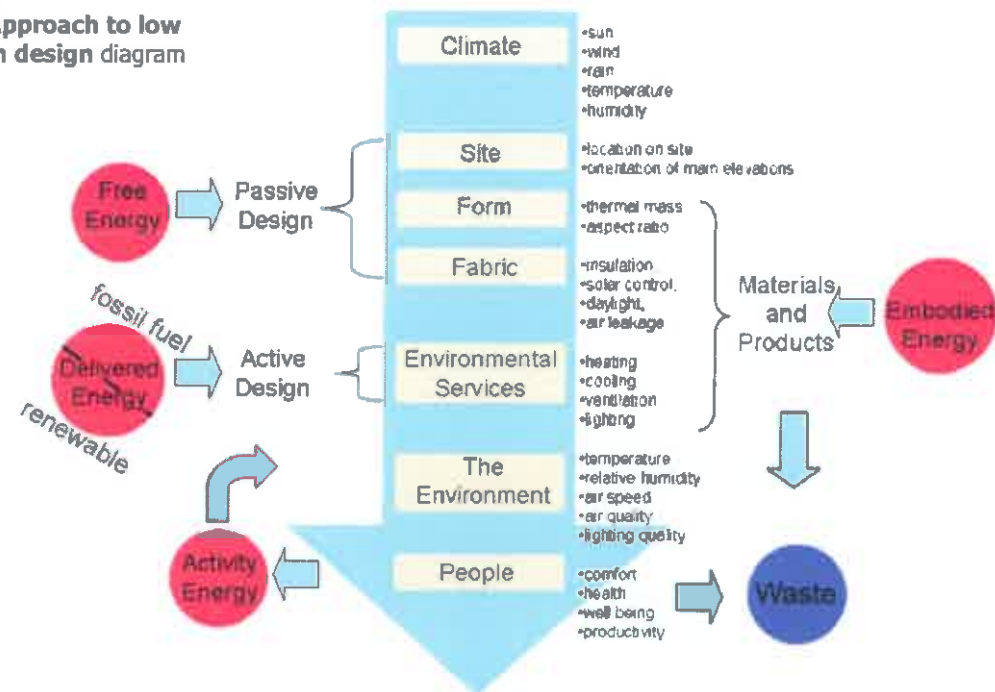 Approach to low
design diagram
Climate
•sun
•wind
•rain
•temperature
•humidity
Site
•location on site
•orientation of main elevations
Free
Energy
Passive
Design
Form
•thermal mass
•aspect ratio
Fabric
•insulation
•solar control,
•daylight,
•air leakage
Materials
and
Products
Embodied
Energy
fossil fuel
Delivered
Energy
renewable
Active
Design
Environmental
Services
•heating
•cooling
•ventilation
•lighting
The
Environment
•temperature
•relative humidity
•air speed
•air quality
•lighting quality
Activity
Energy
People
•comfort
•health
•well being
•productivity
Waste